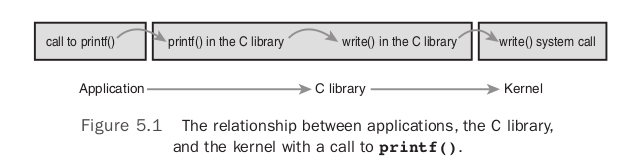 call to printf() printf() in the C library write() in the C library write() system call
Application C library Kernel
Figure 5.1 The relationship between applications, the C library,
and the kernel with a call to printf().